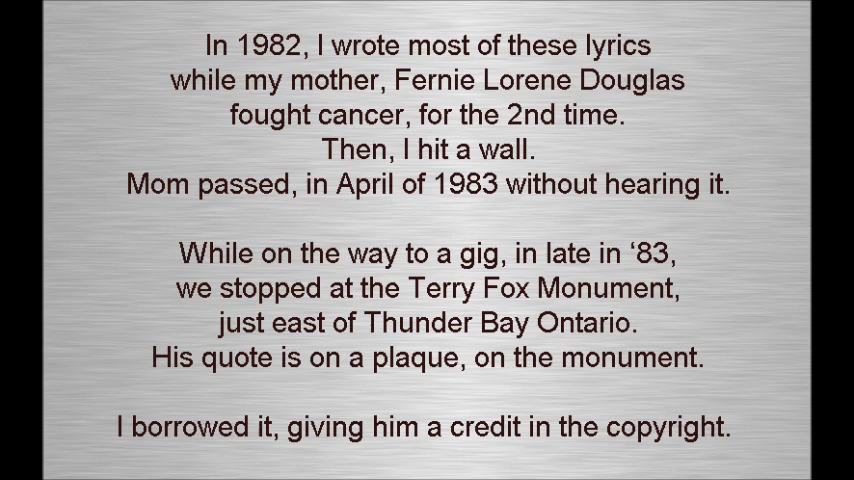 In 1982, I wrote most of these lyrics
while my mother, Fernie Lorene Douglas
fought cancer, for the 2nd time.
Then, I hit a wall.
Mom passed, in April of 1983 without hearing it.
While on the way to a gig, in late in ‘83,
we stopped at the Terry Fox Monument,
just east of Thunder Bay Ontario.
His quote is on a plaque, on the monument.
I borrowed it, giving him a credit in the copyright.